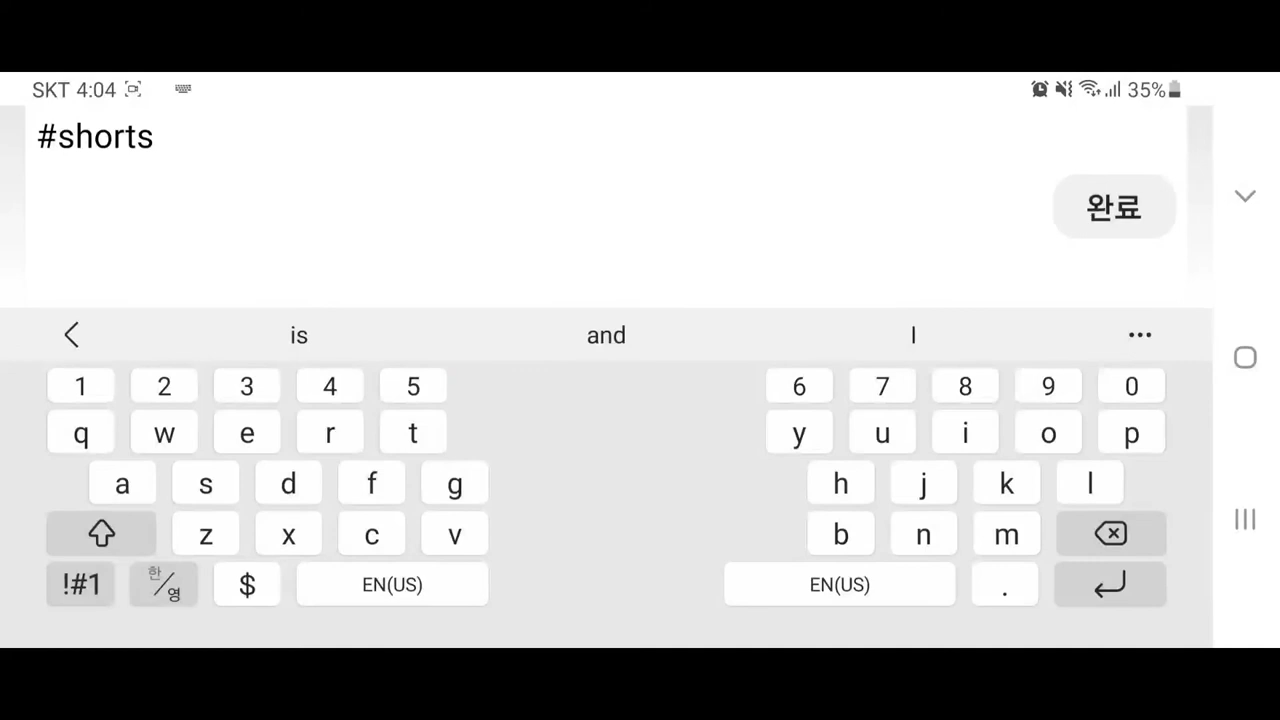 SKT 4:04 35%
#shorts
완료
is and I
1 2 3 4 5 6 7 8 9 0
q w e r t y u i o p
a s d f g h j k l
z x c v b n m
!#1 한/영 $ EN(US) EN(US) .